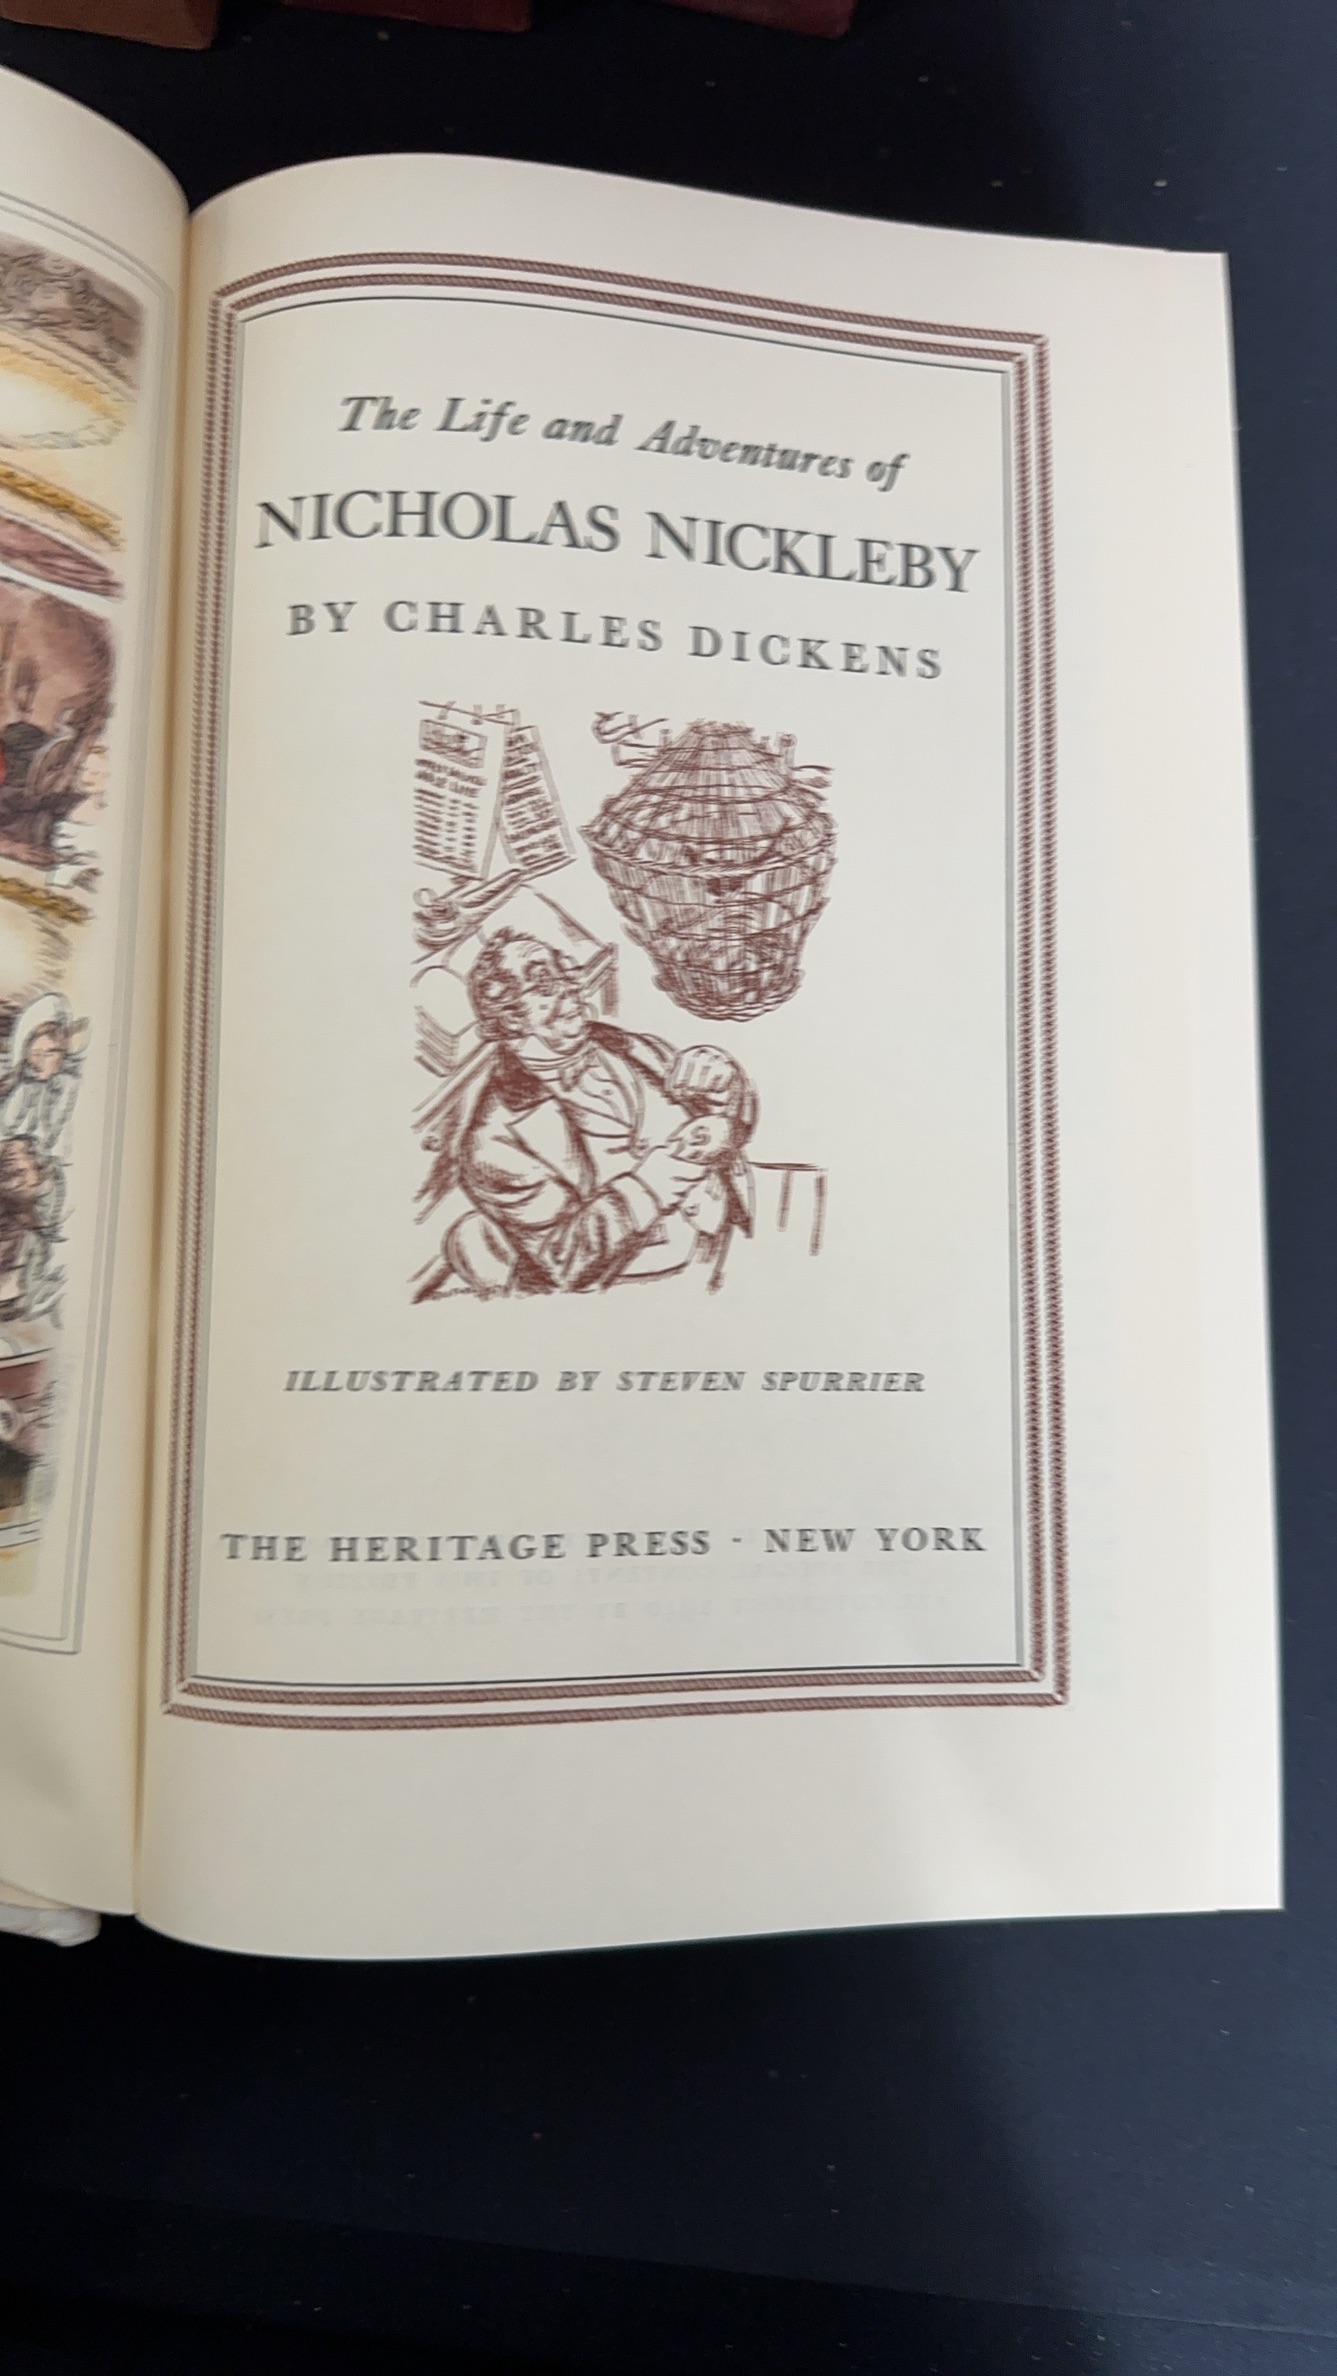 The Life and Adventures of
NICHOLAS NICKLEBY
BY CHARLES DICKENS
ILLUSTRATED BY STEVEN SPURRIER
THE HERITAGE PRESS · NEW YORK